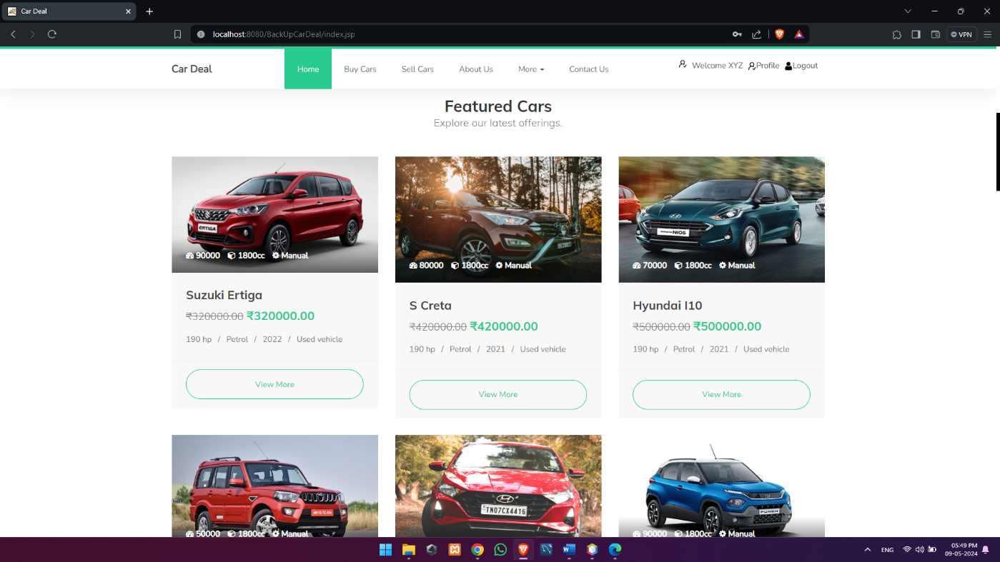 Car Deal
localhost:8080/BackUpCarDeal/index.jsp
VPN
Car Deal
Home
Buy Cars
Sell Cars
About Us
More
Contact Us
Welcome XYZ
Profile
Logout
Featured Cars
Explore our latest offerings.
ERTIGA
90000 1800cc Manual
Suzuki Ertiga
₹320000.00 ₹320000.00
190 hp / Petrol / 2022 / Used vehicle
View More
80000 1800cc Manual
S Creta
₹420000.00 ₹420000.00
190 hp / Petrol / 2021 / Used vehicle
View More
NIOS
70000 1800cc Manual
Hyundai I10
₹500000.00 ₹500000.00
190 hp / Petrol / 2021 / Used vehicle
View More
50000 1800cc Manual
TN07CX4416
PUNCH
90000 1800cc Manual
ENG
05:49 PM
09-05-2024